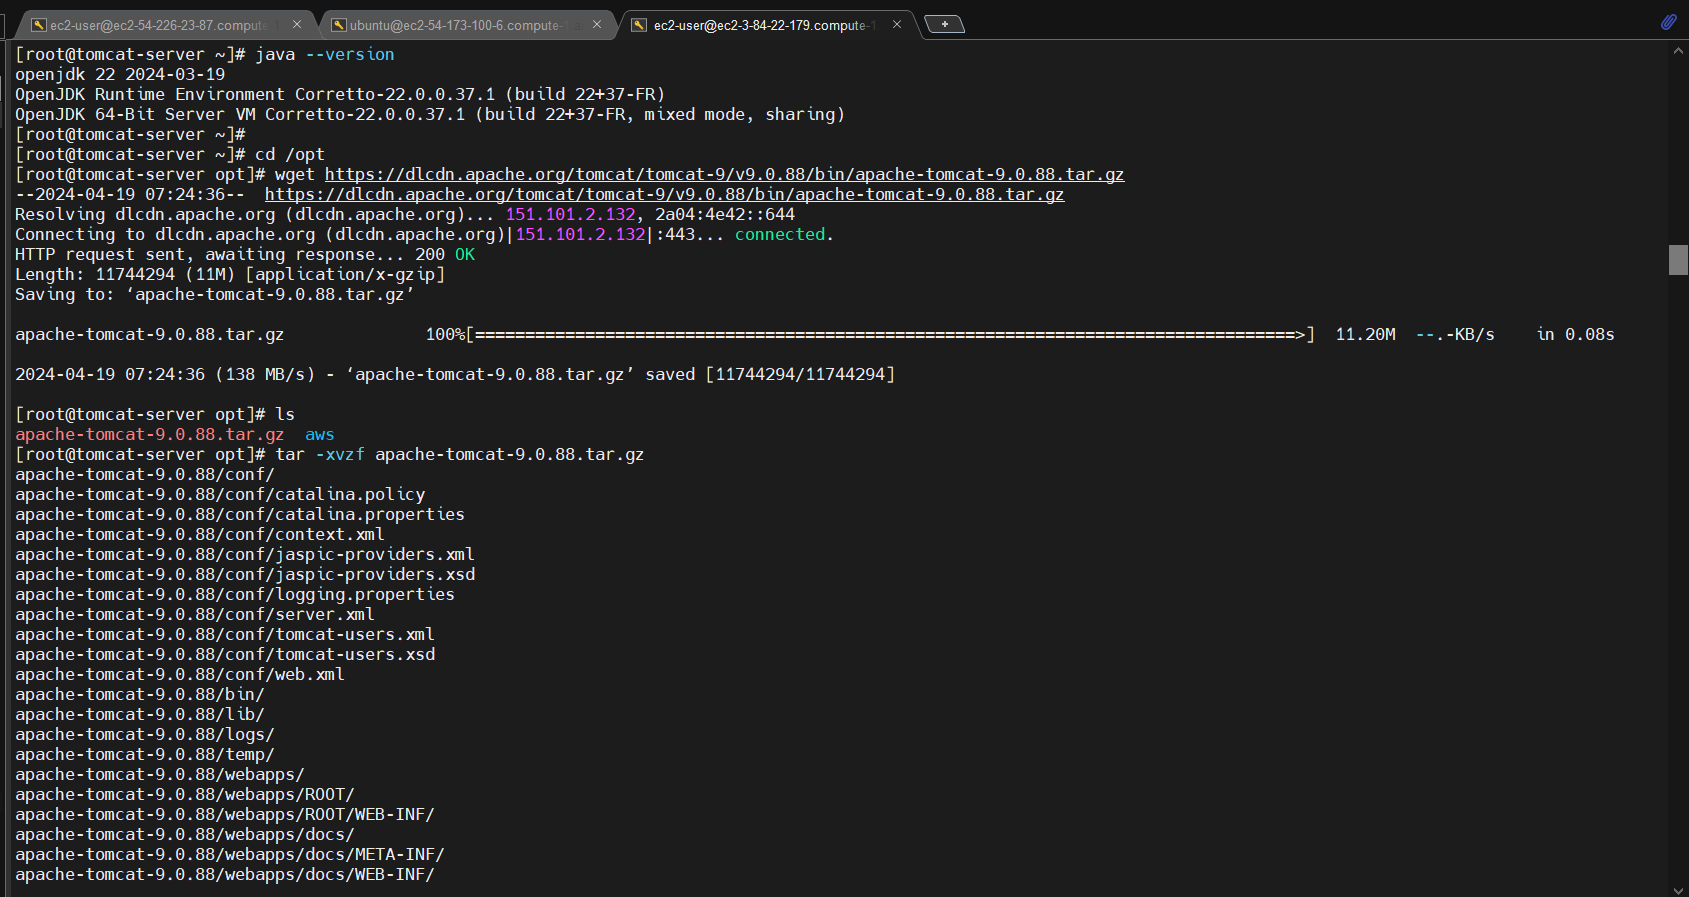 ec2-user@ec2-54-226-23-87.compute-1 ubuntu@ec2-54-173-100-6.compute- ec2-user@ec2-3-84-22-179.compute-1
[root@tomcat-server ~]# java --version
openjdk 22 2024-03-19
OpenJDK Runtime Environment Corretto-22.0.0.37.1 (build 22+37-FR)
OpenJDK 64-Bit Server VM Corretto-22.0.0.37.1 (build 22+37-FR, mixed mode, sharing)
[root@tomcat-server ~]#
[root@tomcat-server ~]# cd /opt
[root@tomcat-server opt]# wget https://dlcdn.apache.org/tomcat/tomcat-9/v9.0.88/bin/apache-tomcat-9.0.88.tar.gz
--2024-04-19 07:24:36--  https://dlcdn.apache.org/tomcat/tomcat-9/v9.0.88/bin/apache-tomcat-9.0.88.tar.gz
Resolving dlcdn.apache.org (dlcdn.apache.org)... 151.101.2.132, 2a04:4e42::644
Connecting to dlcdn.apache.org (dlcdn.apache.org)|151.101.2.132|:443... connected.
HTTP request sent, awaiting response... 200 OK
Length: 11744294 (11M) [application/x-gzip]
Saving to: ‘apache-tomcat-9.0.88.tar.gz’
apache-tomcat-9.0.88.tar.gz 100%[==================================================================================>] 11.20M --.-KB/s in 0.08s
2024-04-19 07:24:36 (138 MB/s) - ‘apache-tomcat-9.0.88.tar.gz’ saved [11744294/11744294]
[root@tomcat-server opt]# ls
apache-tomcat-9.0.88.tar.gz  aws
[root@tomcat-server opt]# tar -xvzf apache-tomcat-9.0.88.tar.gz
apache-tomcat-9.0.88/conf/
apache-tomcat-9.0.88/conf/catalina.policy
apache-tomcat-9.0.88/conf/catalina.properties
apache-tomcat-9.0.88/conf/context.xml
apache-tomcat-9.0.88/conf/jaspic-providers.xml
apache-tomcat-9.0.88/conf/jaspic-providers.xsd
apache-tomcat-9.0.88/conf/logging.properties
apache-tomcat-9.0.88/conf/server.xml
apache-tomcat-9.0.88/conf/tomcat-users.xml
apache-tomcat-9.0.88/conf/tomcat-users.xsd
apache-tomcat-9.0.88/conf/web.xml
apache-tomcat-9.0.88/bin/
apache-tomcat-9.0.88/lib/
apache-tomcat-9.0.88/logs/
apache-tomcat-9.0.88/temp/
apache-tomcat-9.0.88/webapps/
apache-tomcat-9.0.88/webapps/ROOT/
apache-tomcat-9.0.88/webapps/ROOT/WEB-INF/
apache-tomcat-9.0.88/webapps/docs/
apache-tomcat-9.0.88/webapps/docs/META-INF/
apache-tomcat-9.0.88/webapps/docs/WEB-INF/